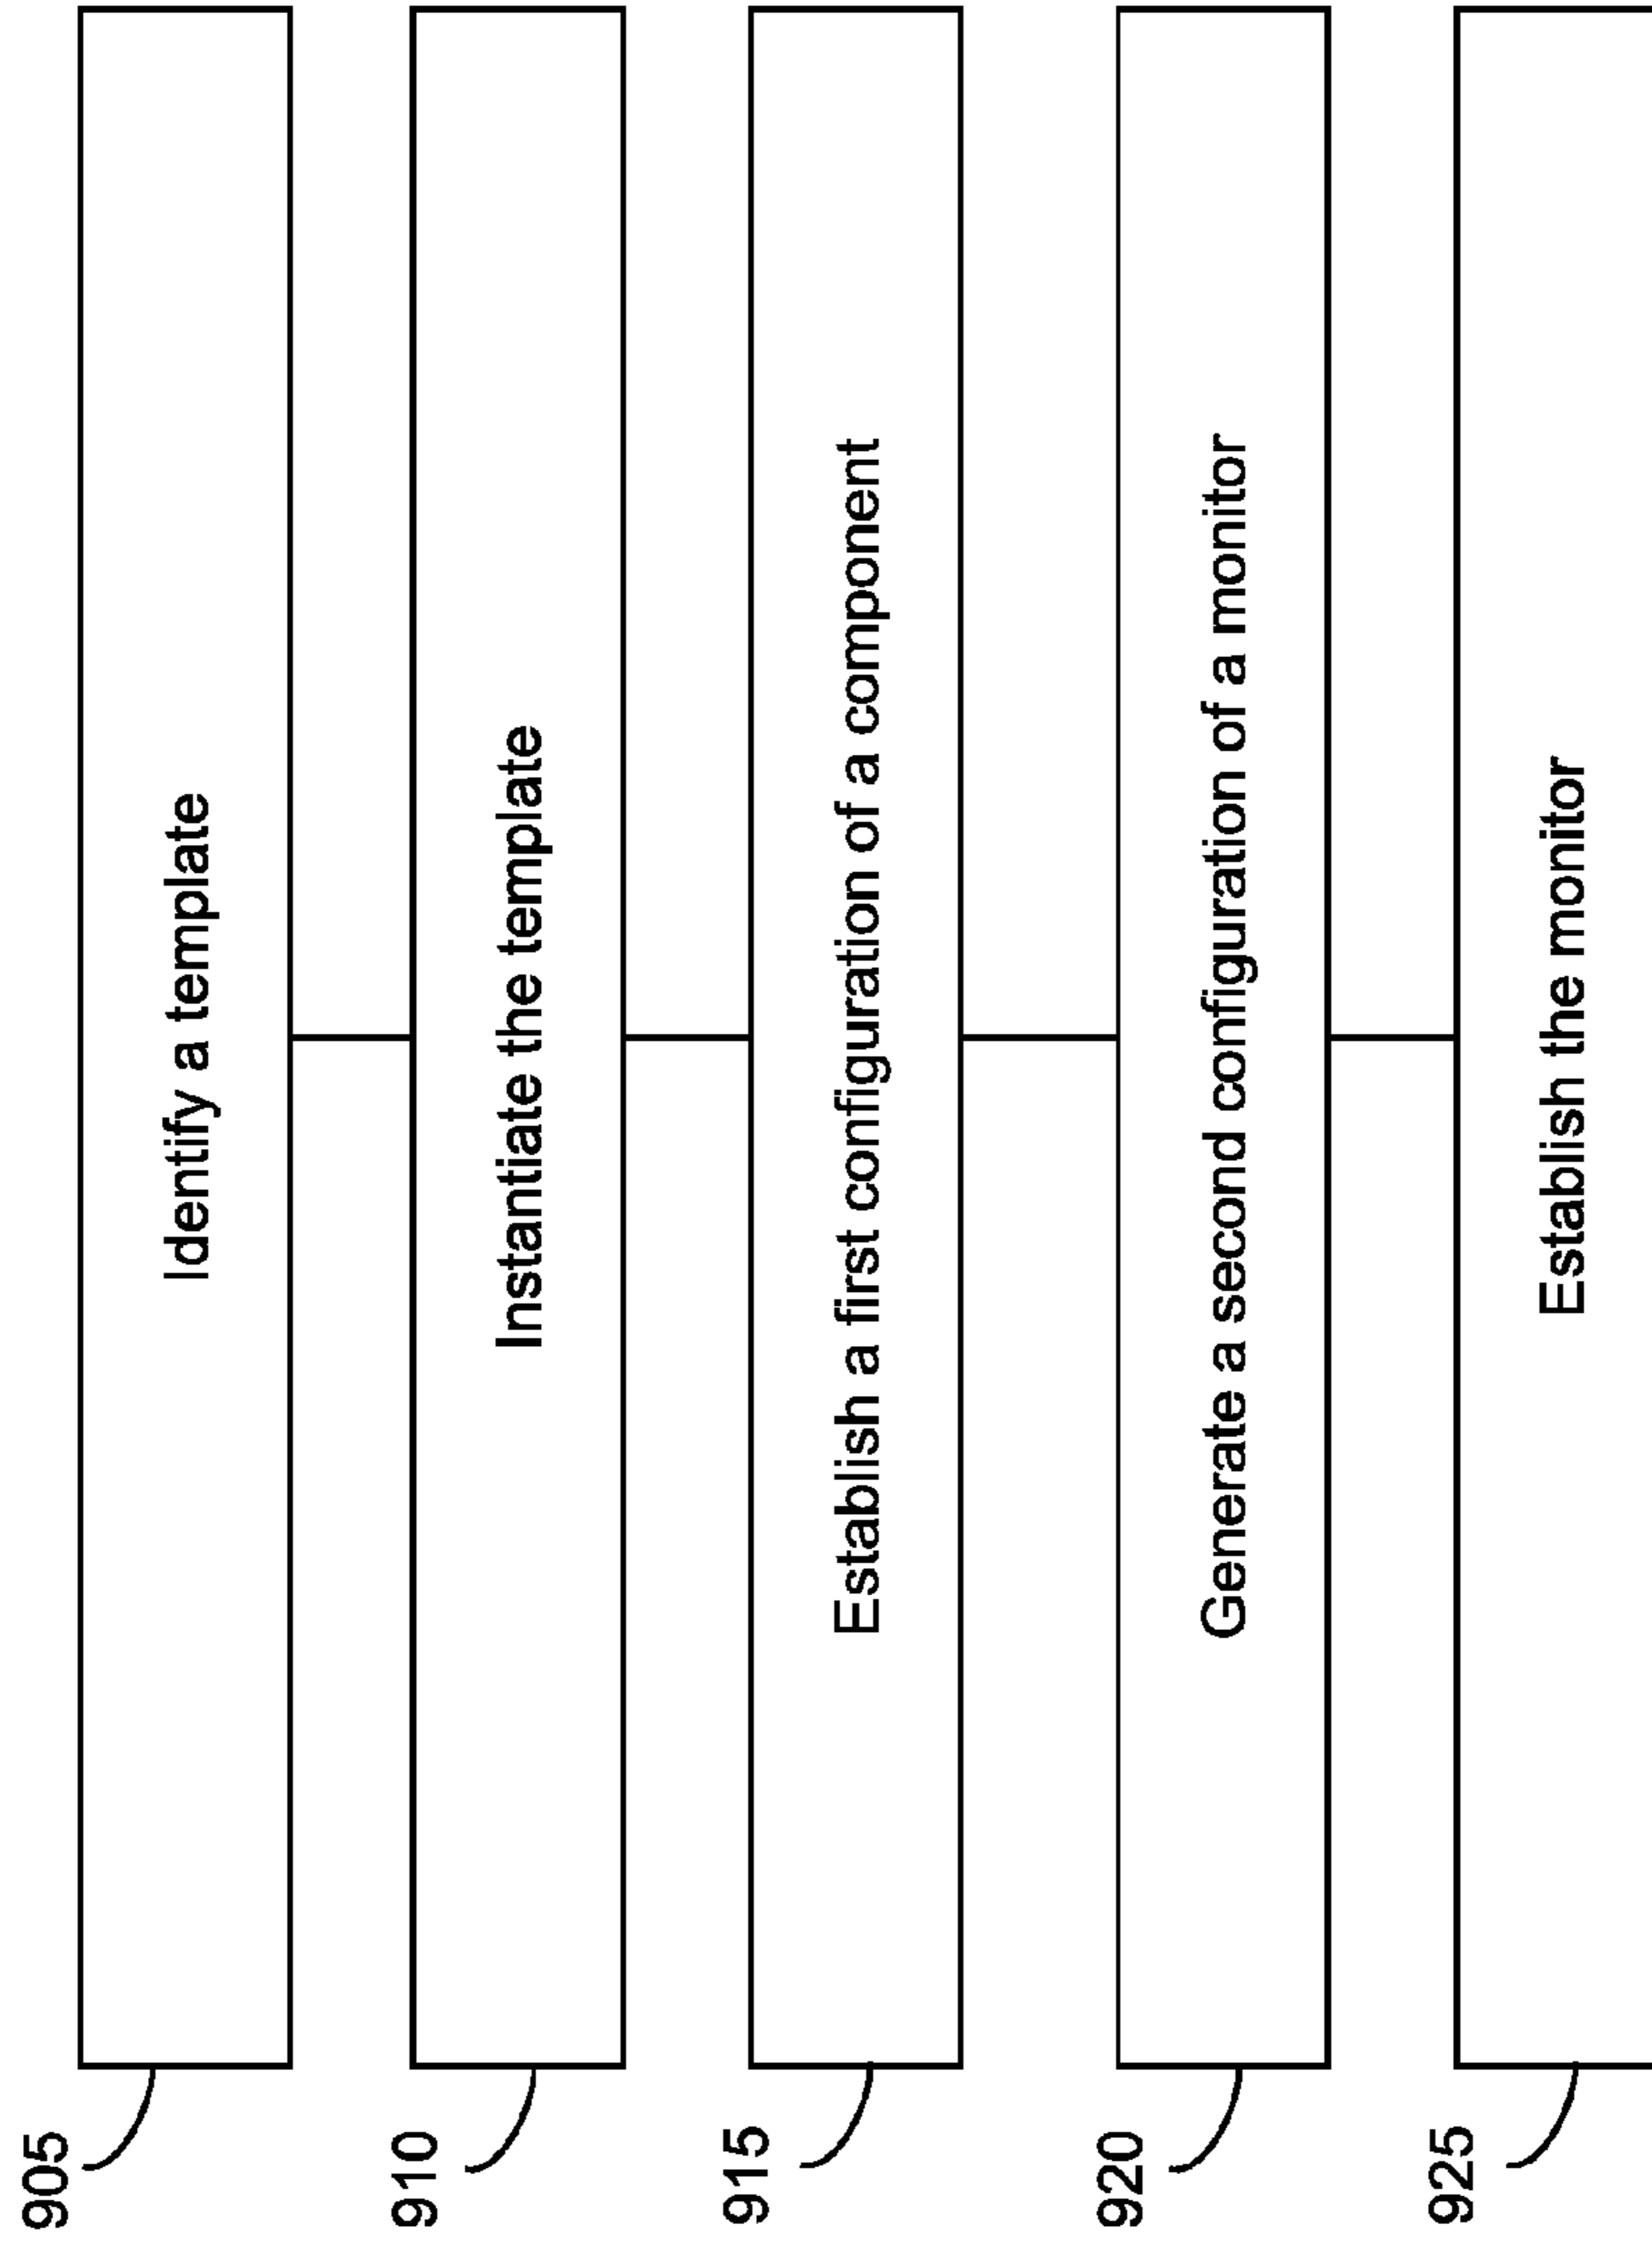 905
Identify a template
910
Instantiate the template
915
Establish a first configuration of a component
920
Generate a second configuration of a monitor
925
Establish the monitor